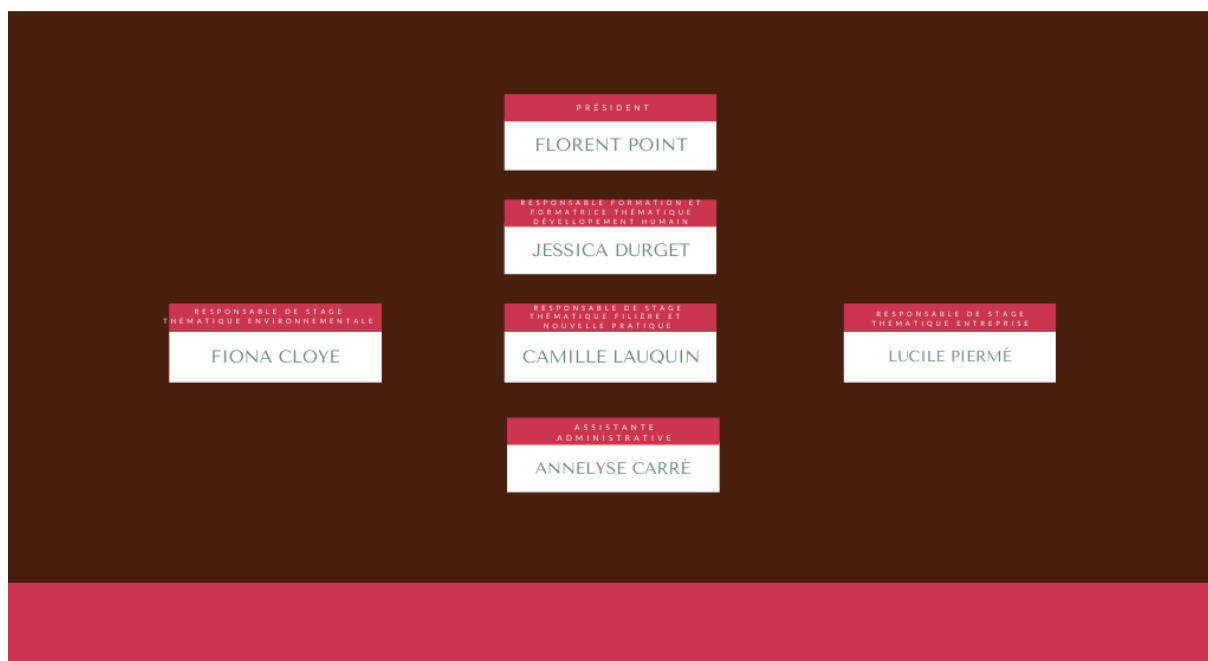 PRÉSIDENT
FLORENT POINT
RESPONSABLE FORMATION ET
FORMATRICE THÉMATIQUE
DÉVELLOPEMENT HUMAIN
JESSICA DURGET
RESPONSABLE DE STAGE
THÉMATIQUE ENVIRONNEMENTALE
FIONA CLOYE
RESPONSABLE DE STAGE
THÉMATIQUE FILIÈRE ET
NOUVELLE PRATIQUE
CAMILLE LAUQUIN
RESPONSABLE DE STAGE
THÉMATIQUE ENTREPRISE
LUCILE PIERMÉ
ASSISTANTE
ADMINISTRATIVE
ANNELYSE CARRÉ